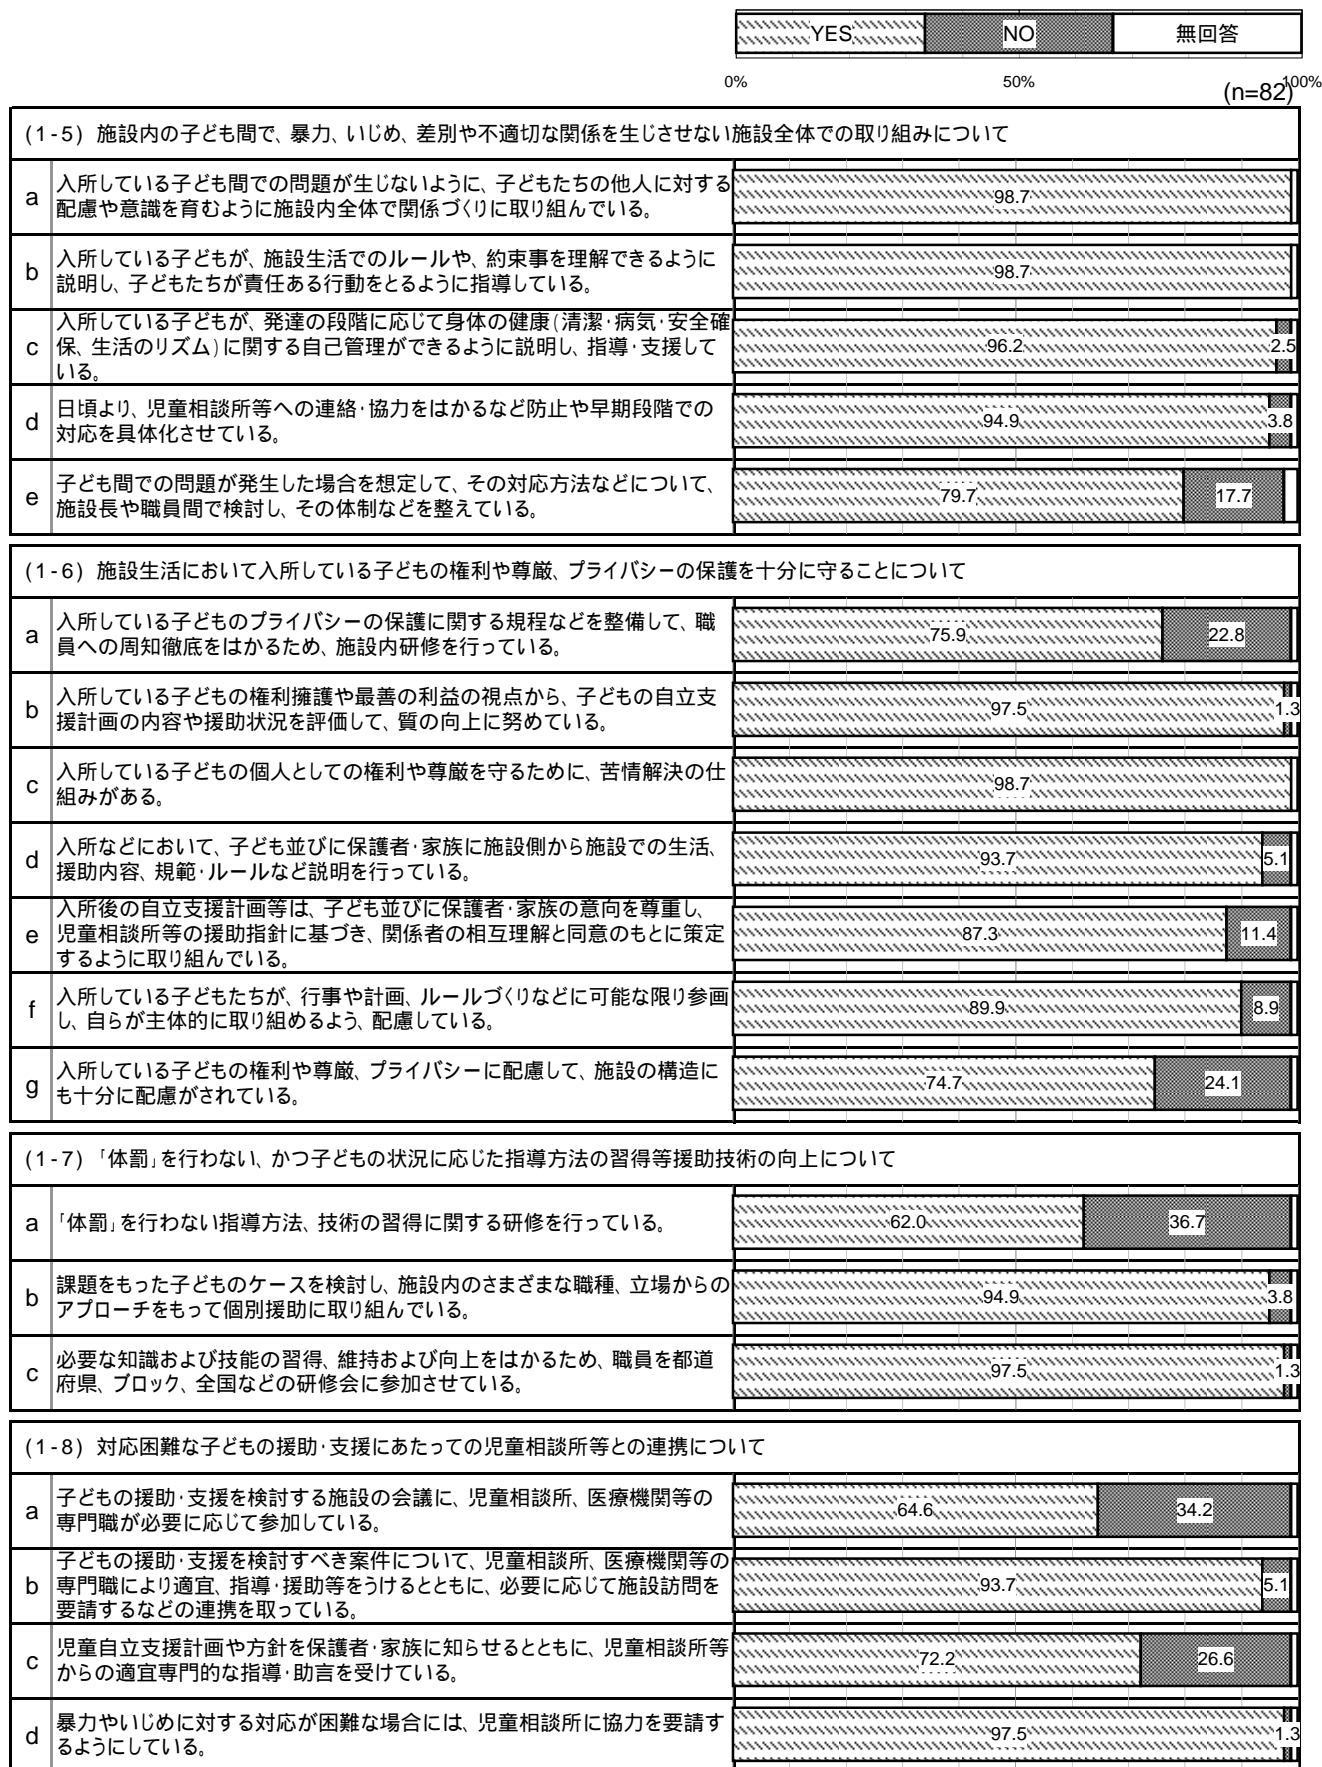 YES NO 無回答
0% 50% 100%
(n=82)
(1-5) 施設内の子ども間で、暴力、いじめ、差別や不適切な関係を生じさせない施設全体での取り組みについて
a 入所している子ども間での問題が生じないように、子どもたちの他人に対する
配慮や意識を育むように施設内全体で関係づくりに取り組んでいる。
98.7
b 入所している子どもが、施設生活でのルールや、約束事を理解できるように
説明し、子どもたちが責任ある行動をとるように指導している。
98.7
c 入所している子どもが、発達の段階に応じて身体の健康(清潔・病気・安全確
保、生活のリズム)に関する自己管理ができるように説明し、指導・支援して
いる。
96.2 2.5
d 日頃より、児童相談所等への連絡・協力をはかるなど防止や早期段階での
対応を具体化させている。
94.9 3.8
e 子ども間での問題が発生した場合を想定して、その対応方法などについて、
施設長や職員間で検討し、その体制などを整えている。
79.7 17.7
(1-6) 施設生活において入所している子どもの権利や尊厳、プライバシーの保護を十分に守ることについて
a 入所している子どものプライバシーの保護に関する規程などを整備して、職
員への周知徹底をはかるため、施設内研修を行っている。
75.9 22.8
b 入所している子どもの権利擁護や最善の利益の視点から、子どもの自立支
援計画の内容や援助状況を評価して、質の向上に努めている。
97.5 1.3
c 入所している子どもの個人としての権利や尊厳を守るために、苦情解決の仕
組みがある。
98.7
d 入所などにおいて、子ども並びに保護者・家族に施設側から施設での生活、
援助内容、規範・ルールなど説明を行っている。
93.7 5.1
e 入所後の自立支援計画等は、子ども並びに保護者・家族の意向を尊重し、
児童相談所等の援助指針に基づき、関係者の相互理解と同意のもとに策定
するように取り組んでいる。
87.3 11.4
f 入所している子どもたちが、行事や計画、ルールづくりなどに可能な限り参画
し、自らが主体的に取り組めるよう、配慮している。
89.9 8.9
g 入所している子どもの権利や尊厳、プライバシーに配慮して、施設の構造に
も十分に配慮がされている。
74.7 24.1
(1-7) 「体罰」を行わない、かつ子どもの状況に応じた指導方法の習得等援助技術の向上について
a 「体罰」を行わない指導方法、技術の習得に関する研修を行っている。
62.0 36.7
b 課題をもった子どものケースを検討し、施設内のさまざまな職種、立場からの
アプローチをもって個別援助に取り組んでいる。
94.9 3.8
c 必要な知識および技能の習得、維持および向上をはかるため、職員を都道
府県、ブロック、全国などの研修会に参加させている。
97.5 1.3
(1-8) 対応困難な子どもの援助・支援にあたっての児童相談所等との連携について
a 子どもの援助・支援を検討する施設の会議に、児童相談所、医療機関等の
専門職が必要に応じて参加している。
64.6 34.2
b 子どもの援助・支援を検討すべき案件について、児童相談所、医療機関等の
専門職により適宜、指導・援助等をうけるとともに、必要に応じて施設訪問を
要請するなどの連携を取っている。
93.7 5.1
c 児童自立支援計画や方針を保護者・家族に知らせるとともに、児童相談所等
からの適宜専門的な指導・助言を受けている。
72.2 26.6
d 暴力やいじめに対する対応が困難な場合には、児童相談所に協力を要請す
るようにしている。
97.5 1.3